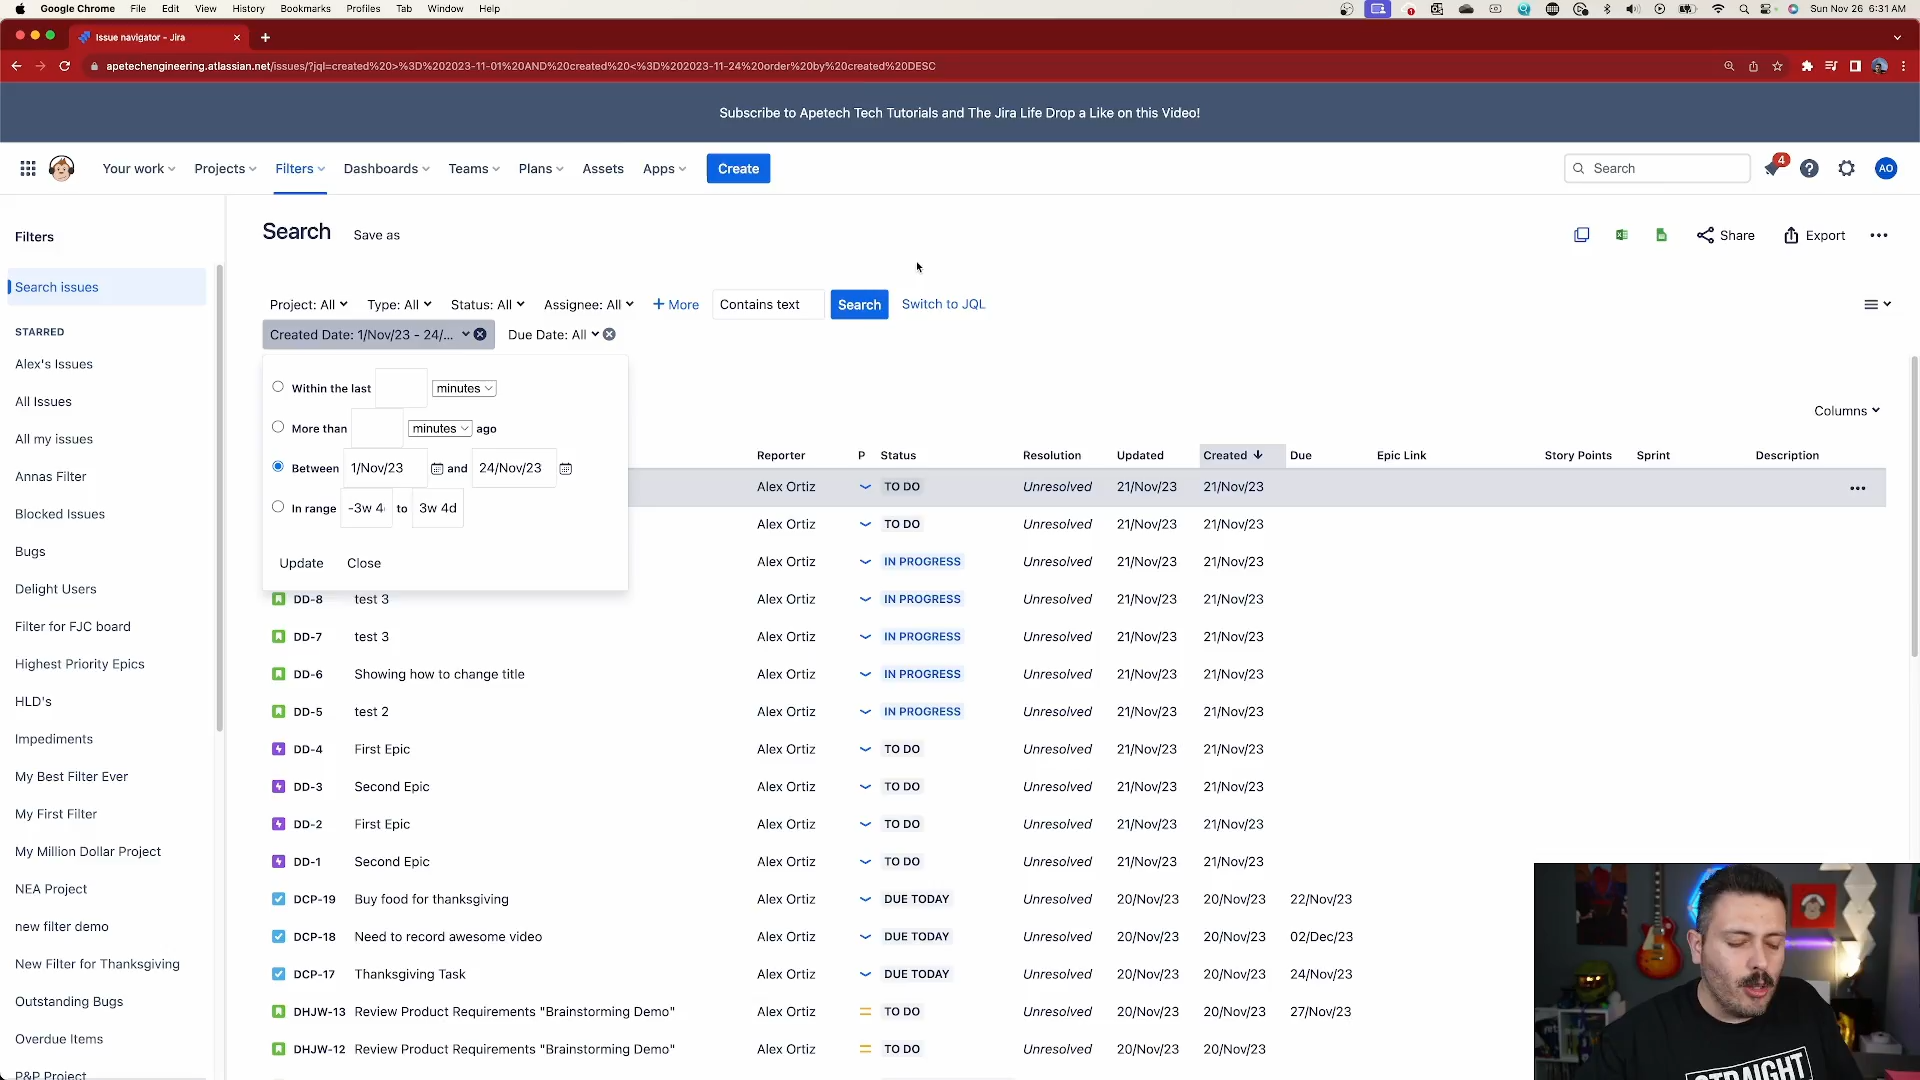 Google Chrome File Edit View History Bookmarks Profiles Tab Window Help
Sun Nov 26 6:31 AM
Issue navigator - Jira
apetechengineering.atlassian.net/issues/?jql=created%20>%3D%202023-11-01%20AND%20created%20<%3D%202023-11-24%20order%20by%20created%20DESC
Subscribe to Apetech Tech Tutorials and The Jira Life Drop a Like on this Video!
Your work Projects Filters Dashboards Teams Plans Assets Apps Create Search 4 AO
Filters
Search issues
STARRED
Alex's Issues
All Issues
All my issues
Annas Filter
Blocked Issues
Bugs
Delight Users
Filter for FJC board
Highest Priority Epics
HLD's
Impediments
My Best Filter Ever
My First Filter
My Million Dollar Project
NEA Project
new filter demo
New Filter for Thanksgiving
Outstanding Bugs
Overdue Items
P&P Project
Search Save as Share Export
Project: All Type: All Status: All Assignee: All + More Contains text Search Switch to JQL
Created Date: 1/Nov/23 - 24/... Due Date: All
Within the last minutes
More than minutes ago
Between 1/Nov/23 and 24/Nov/23
In range -3w 4 to 3w 4d
Update Close
Columns
Reporter P Status Resolution Updated Created Due Epic Link Story Points Sprint Description
Alex Ortiz TO DO Unresolved 21/Nov/23 21/Nov/23
Alex Ortiz TO DO Unresolved 21/Nov/23 21/Nov/23
Alex Ortiz IN PROGRESS Unresolved 21/Nov/23 21/Nov/23
DD-8 test 3 Alex Ortiz IN PROGRESS Unresolved 21/Nov/23 21/Nov/23
DD-7 test 3 Alex Ortiz IN PROGRESS Unresolved 21/Nov/23 21/Nov/23
DD-6 Showing how to change title Alex Ortiz IN PROGRESS Unresolved 21/Nov/23 21/Nov/23
DD-5 test 2 Alex Ortiz IN PROGRESS Unresolved 21/Nov/23 21/Nov/23
DD-4 First Epic Alex Ortiz TO DO Unresolved 21/Nov/23 21/Nov/23
DD-3 Second Epic Alex Ortiz TO DO Unresolved 21/Nov/23 21/Nov/23
DD-2 First Epic Alex Ortiz TO DO Unresolved 21/Nov/23 21/Nov/23
DD-1 Second Epic Alex Ortiz TO DO Unresolved 21/Nov/23 21/Nov/23
DCP-19 Buy food for thanksgiving Alex Ortiz DUE TODAY Unresolved 20/Nov/23 20/Nov/23 22/Nov/23
DCP-18 Need to record awesome video Alex Ortiz DUE TODAY Unresolved 20/Nov/23 20/Nov/23 02/Dec/23
DCP-17 Thanksgiving Task Alex Ortiz DUE TODAY Unresolved 20/Nov/23 20/Nov/23 24/Nov/23
DHJW-13 Review Product Requirements "Brainstorming Demo" Alex Ortiz TO DO Unresolved 20/Nov/23 20/Nov/23 27/Nov/23
DHJW-12 Review Product Requirements "Brainstorming Demo" Alex Ortiz TO DO Unresolved 20/Nov/23 20/Nov/23
STRAIGHT